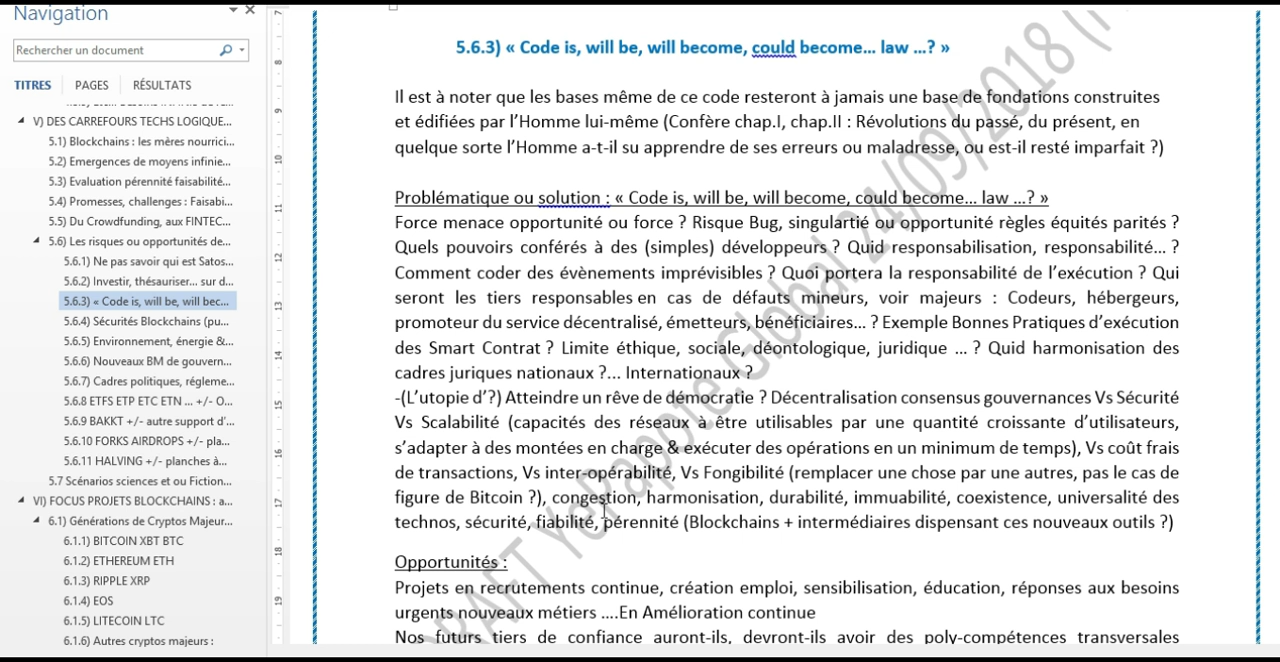 Navigation
Rechercher un document
TITRES PAGES RÉSULTATS
V) DES CARREFOURS TECHS LOGIQUE...
5.1) Blockchains : les mères nourrici...
5.2) Emergences de moyens infinie...
5.3) Evaluation pérennité faisabilité...
5.4) Promesses, challenges : Faisabi...
5.5) Du Crowdfunding, aux FINTEC...
5.6) Les risques ou opportunités de...
5.6.1) Ne pas savoir qui est Satos...
5.6.2) Investir, thésauriser... sur d...
5.6.3) « Code is, will be, will bec...
5.6.4) Sécurités Blockchains (pu...
5.6.5) Environnement, énergie &...
5.6.6) Nouveaux BM de gouvern...
5.6.7) Cadres politiques, régleme...
5.6.8 ETFS ETP ETC ETN ... +/- O...
5.6.9 BAKKT +/- autre support d'...
5.6.10 FORKS AIRDROPS +/- pla...
5.6.11 HALVING +/- planches à...
5.7 Scénarios sciences et ou Fiction...
VI) FOCUS PROJETS BLOCKCHAINS : a...
6.1) Générations de Cryptos Majeur...
6.1.1) BITCOIN XBT BTC
6.1.2) ETHEREUM ETH
6.1.3) RIPPLE XRP
6.1.4) EOS
6.1.5) LITECOIN LTC
6.1.6) Autres cryptos majeurs :
7
8
9
10
11
12
13
14
15
16
17
18
19
5.6.3) « Code is, will be, will become, could become... law ...? »
Il est à noter que les bases même de ce code resteront à jamais une base de fondations construites
et édifiées par l'Homme lui-même (Confère chap.I, chap.II : Révolutions du passé, du présent, en
quelque sorte l'Homme a-t-il su apprendre de ses erreurs ou maladresse, ou est-il resté imparfait ?)
Problématique ou solution : « Code is, will be, will become, could become... law ...? »
Force menace opportunité ou force ? Risque Bug, singulartié ou opportunité règles équités parités ?
Quels pouvoirs conférés à des (simples) développeurs ? Quid responsabilisation, responsabilité... ?
Comment coder des évènements imprévisibles ? Quoi portera la responsabilité de l'exécution ? Qui
seront les tiers responsables en cas de défauts mineurs, voir majeurs : Codeurs, hébergeurs,
promoteur du service décentralisé, émetteurs, bénéficiaires... ? Exemple Bonnes Pratiques d'exécution
des Smart Contrat ? Limite éthique, sociale, déontologique, juridique ... ? Quid harmonisation des
cadres juriques nationaux ?... Internationaux ?
-(L'utopie d'?) Atteindre un rêve de démocratie ? Décentralisation consensus gouvernances Vs Sécurité
Vs Scalabilité (capacités des réseaux à être utilisables par une quantité croissante d'utilisateurs,
s'adapter à des montées en charge & exécuter des opérations en un minimum de temps), Vs coût frais
de transactions, Vs inter-opérabilité, Vs Fongibilité (remplacer une chose par une autres, pas le cas de
figure de Bitcoin ?), congestion, harmonisation, durabilité, immuabilité, coexistence, universalité des
technos, sécurité, fiabilité, pérennité (Blockchains + intermédiaires dispensant ces nouveaux outils ?)
Opportunités :
Projets en recrutements continue, création emploi, sensibilisation, éducation, réponses aux besoins
urgents nouveaux métiers ....En Amélioration continue
Nos futurs tiers de confiance auront-ils, devront-ils avoir des poly-compétences transversales